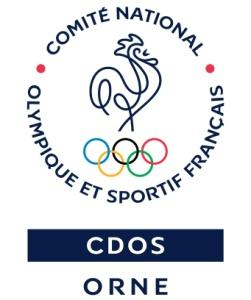 COMITÉ NATIONAL
OLYMPIQUE ET SPORTIF FRANÇAIS
CDOS
ORNE